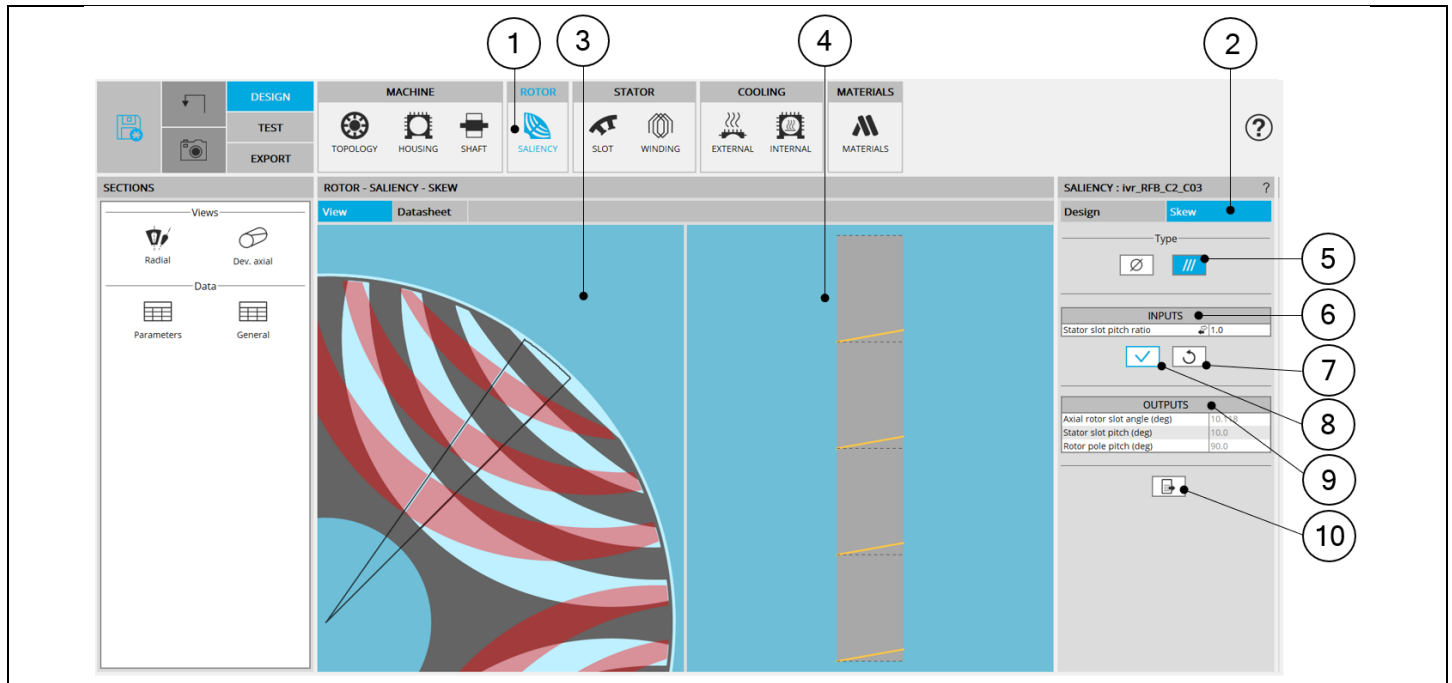 1
3
4
2
DESIGN
TEST
EXPORT
MACHINE
TOPOLOGY
HOUSING
SHAFT
ROTOR
SALIENCY
STATOR
SLOT
WINDING
COOLING
EXTERNAL
INTERNAL
MATERIALS
MATERIALS
?
SECTIONS
Views
Radial
Dev. axial
Data
Parameters
General
ROTOR - SALIENCY - SKEW
View
Datasheet
SALIENCY : ivr_RFB_C2_C03
?
Design
Skew
Type
5
INPUTS
6
Stator slot pitch ratio 1.0
7
8
OUTPUTS
Axial rotor slot angle (deg) 10.118
Stator slot pitch (deg) 10.0
Rotor pole pitch (deg) 90.0
9
10